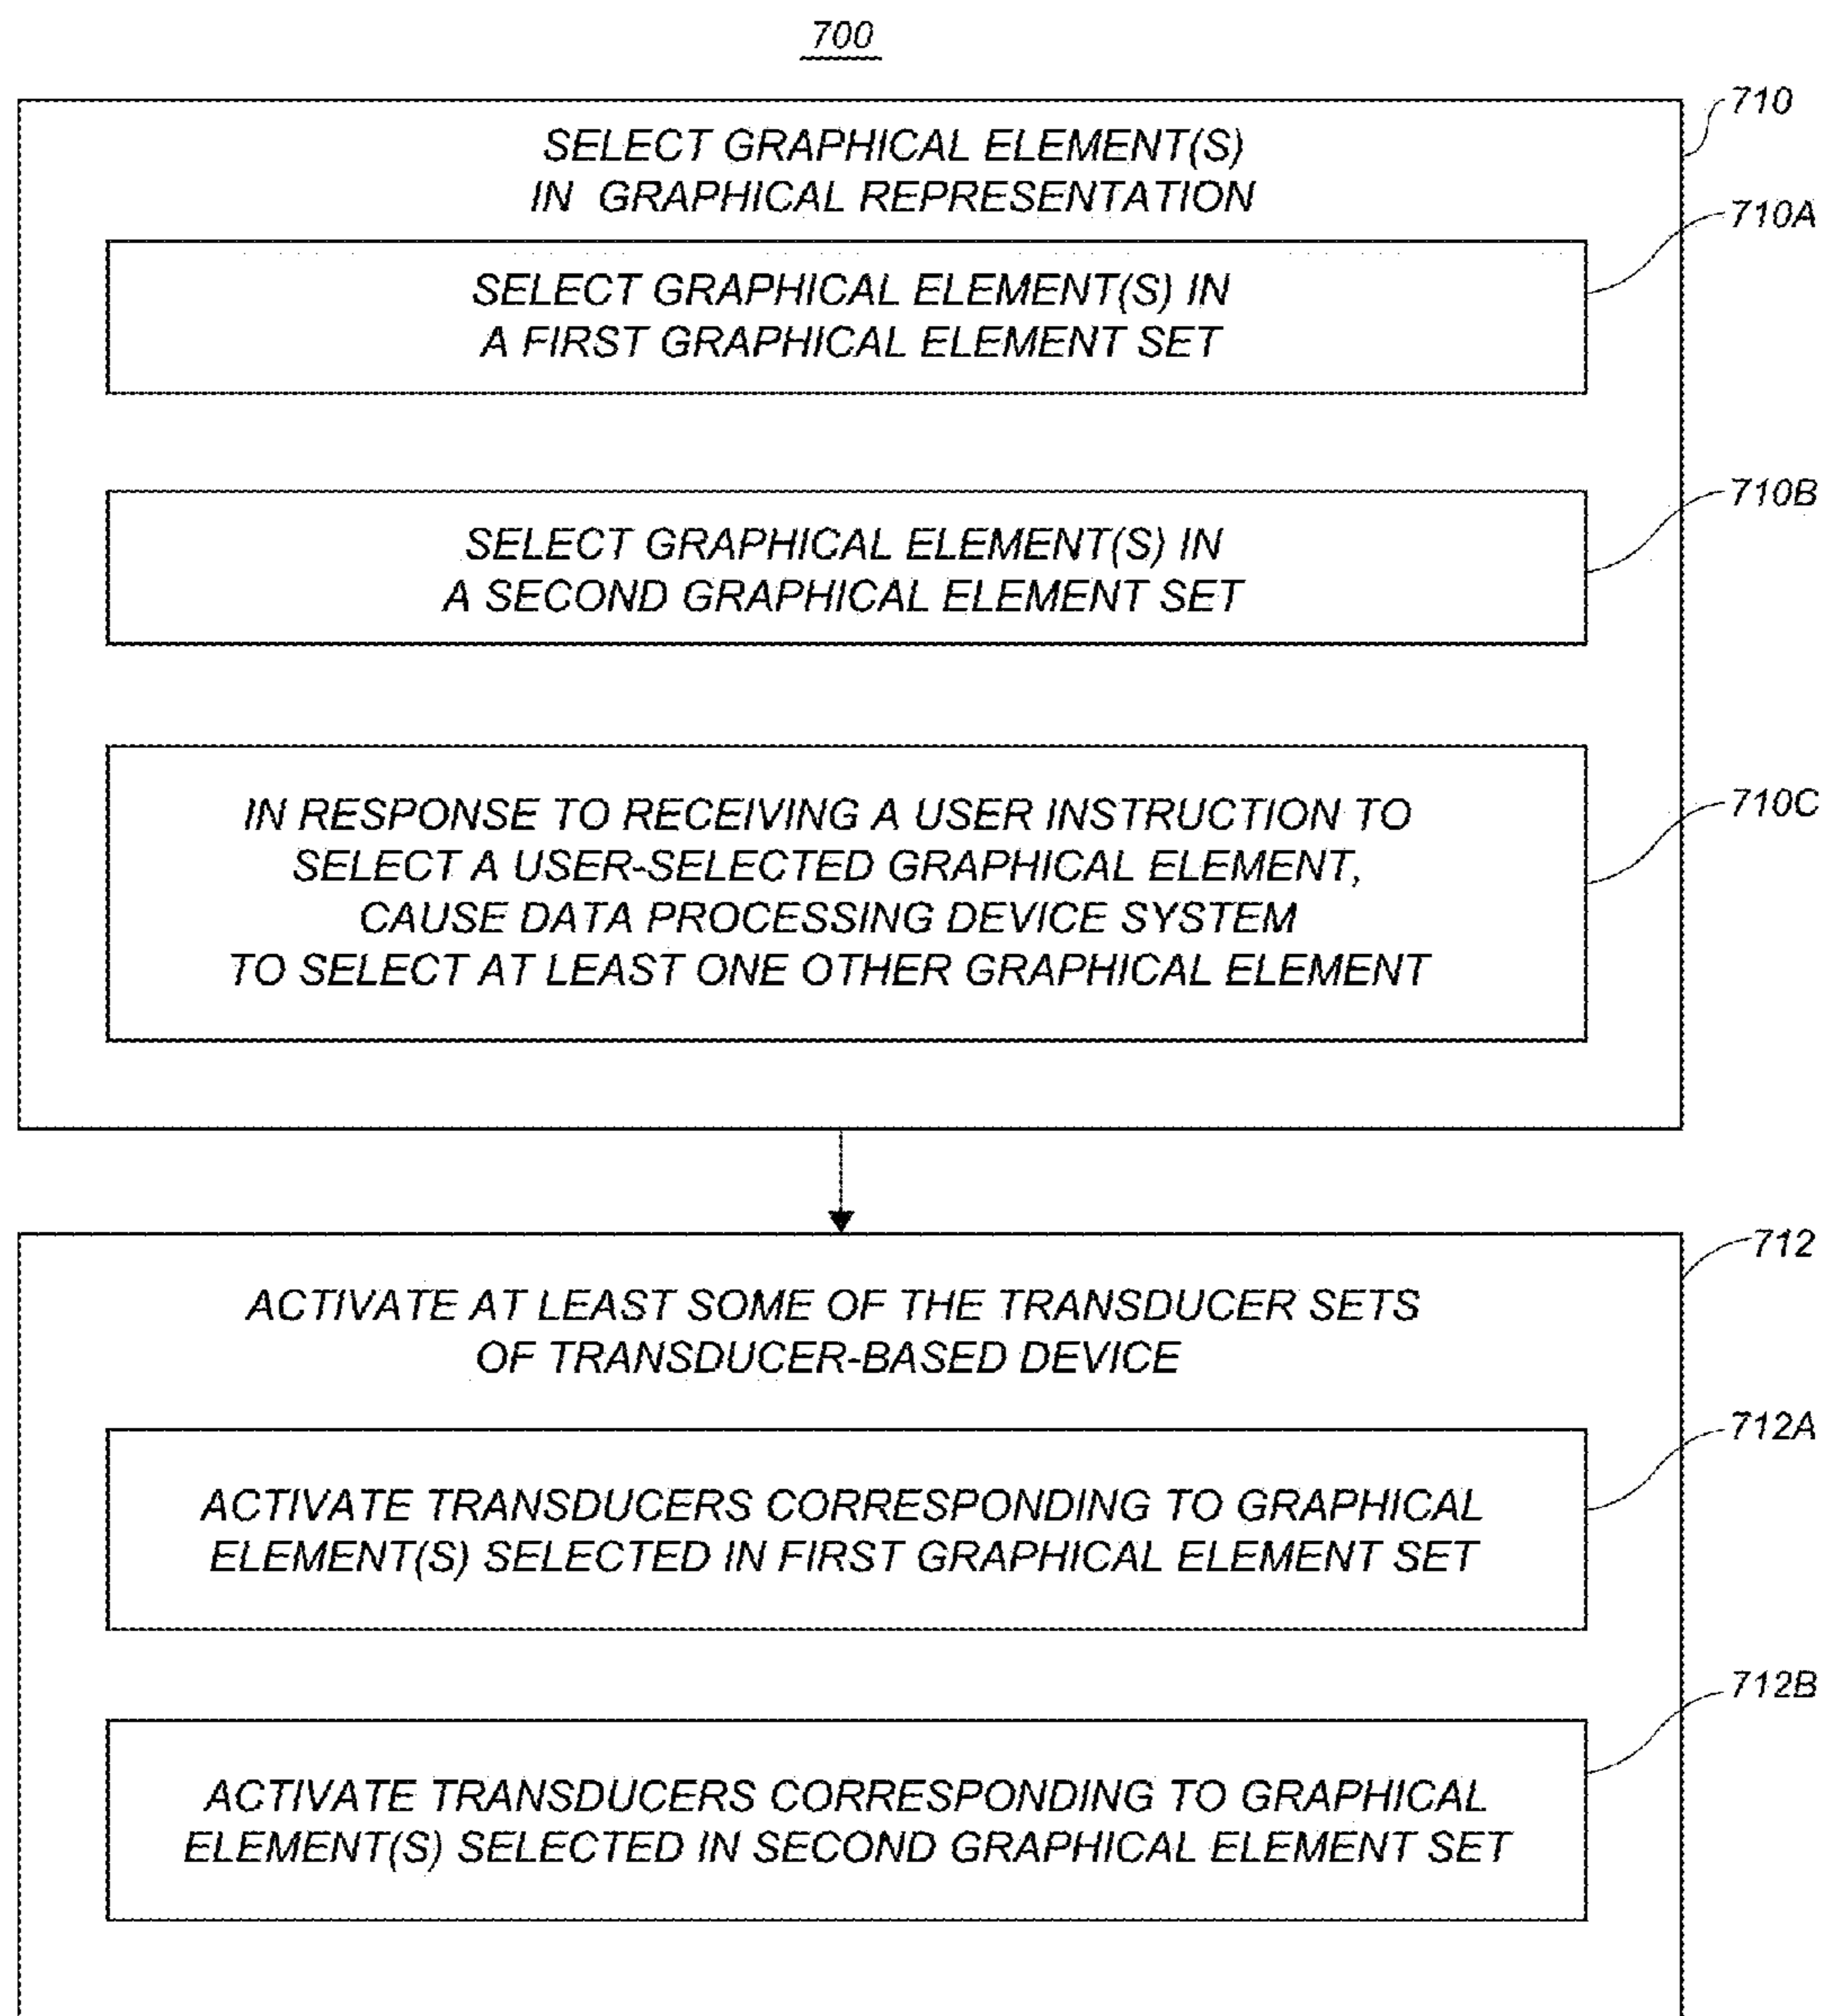 700
710
SELECT GRAPHICAL ELEMENT(S)
IN GRAPHICAL REPRESENTATION
710A
SELECT GRAPHICAL ELEMENT(S) IN
A FIRST GRAPHICAL ELEMENT SET
710B
SELECT GRAPHICAL ELEMENT(S) IN
A SECOND GRAPHICAL ELEMENT SET
710C
IN RESPONSE TO RECEIVING A USER INSTRUCTION TO
SELECT A USER-SELECTED GRAPHICAL ELEMENT,
CAUSE DATA PROCESSING DEVICE SYSTEM
TO SELECT AT LEAST ONE OTHER GRAPHICAL ELEMENT
712
ACTIVATE AT LEAST SOME OF THE TRANSDUCER SETS
OF TRANSDUCER-BASED DEVICE
712A
ACTIVATE TRANSDUCERS CORRESPONDING TO GRAPHICAL
ELEMENT(S) SELECTED IN FIRST GRAPHICAL ELEMENT SET
712B
ACTIVATE TRANSDUCERS CORRESPONDING TO GRAPHICAL
ELEMENT(S) SELECTED IN SECOND GRAPHICAL ELEMENT SET